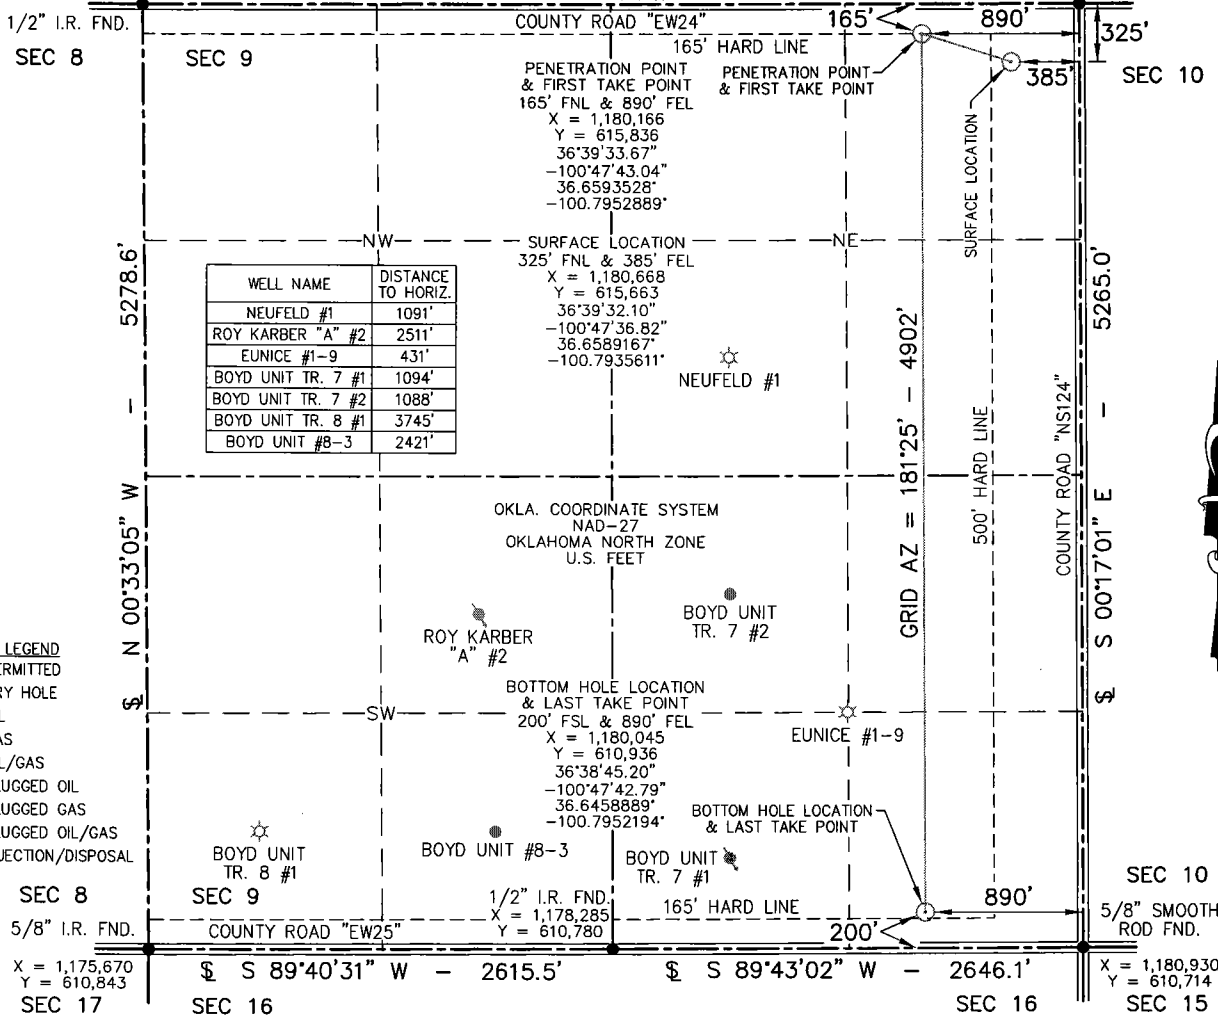 1/2" I.R. FND.
COUNTY ROAD "EW24"
165'
890'
325'
SEC 8
SEC 9
165' HARD LINE
385'
SEC 10
PENETRATION POINT
& FIRST TAKE POINT
165' FNL & 890' FEL
X = 1,180,166
Y = 615,836
36°39'33.67"
-100°47'43.04"
36.6593528°
-100.7952889°
PENETRATION POINT
& FIRST TAKE POINT
SURFACE LOCATION
NW
NE
SURFACE LOCATION
325' FNL & 385' FEL
X = 1,180,668
Y = 615,663
36°39'32.10"
-100°47'36.82"
36.6589167°
-100.7935611°
WELL NAME DISTANCE TO HORIZ.
NEUFELD #1 1091'
ROY KARBER "A" #2 2511'
EUNICE #1-9 431'
BOYD UNIT TR. 7 #1 1094'
BOYD UNIT TR. 7 #2 1088'
BOYD UNIT TR. 8 #1 3745'
BOYD UNIT #8-3 2421'
NEUFELD #1
℄ N 00°33'05" W - 5278.6'
GRID AZ = 181°25' - 4902'
500' HARD LINE
COUNTY ROAD "NS124"
℄ S 00°17'01" E - 5265.0'
OKLA. COORDINATE SYSTEM
NAD-27
OKLAHOMA NORTH ZONE
U.S. FEET
ROY KARBER
"A" #2
BOYD UNIT
TR. 7 #2
LEGEND
ERMITTED
RY HOLE
L
AS
L/GAS
UGGED OIL
UGGED GAS
UGGED OIL/GAS
JECTION/DISPOSAL
SW
BOTTOM HOLE LOCATION
& LAST TAKE POINT
200' FSL & 890' FEL
X = 1,180,045
Y = 610,936
36°38'45.20"
-100°47'42.79"
36.6458889°
-100.7952194°
EUNICE #1-9
BOTTOM HOLE LOCATION
& LAST TAKE POINT
BOYD UNIT
TR. 8 #1
BOYD UNIT #8-3
BOYD UNIT
TR. 7 #1
SEC 8
SEC 9
1/2" I.R. FND.
X = 1,178,285
Y = 610,780
165' HARD LINE
890'
SEC 10
5/8" I.R. FND.
COUNTY ROAD "EW25"
200'
5/8" SMOOTH
ROD FND.
X = 1,175,670
Y = 610,843
℄ S 89°40'31" W - 2615.5'
℄ S 89°43'02" W - 2646.1'
X = 1,180,930
Y = 610,714
SEC 17
SEC 16
SEC 16
SEC 15